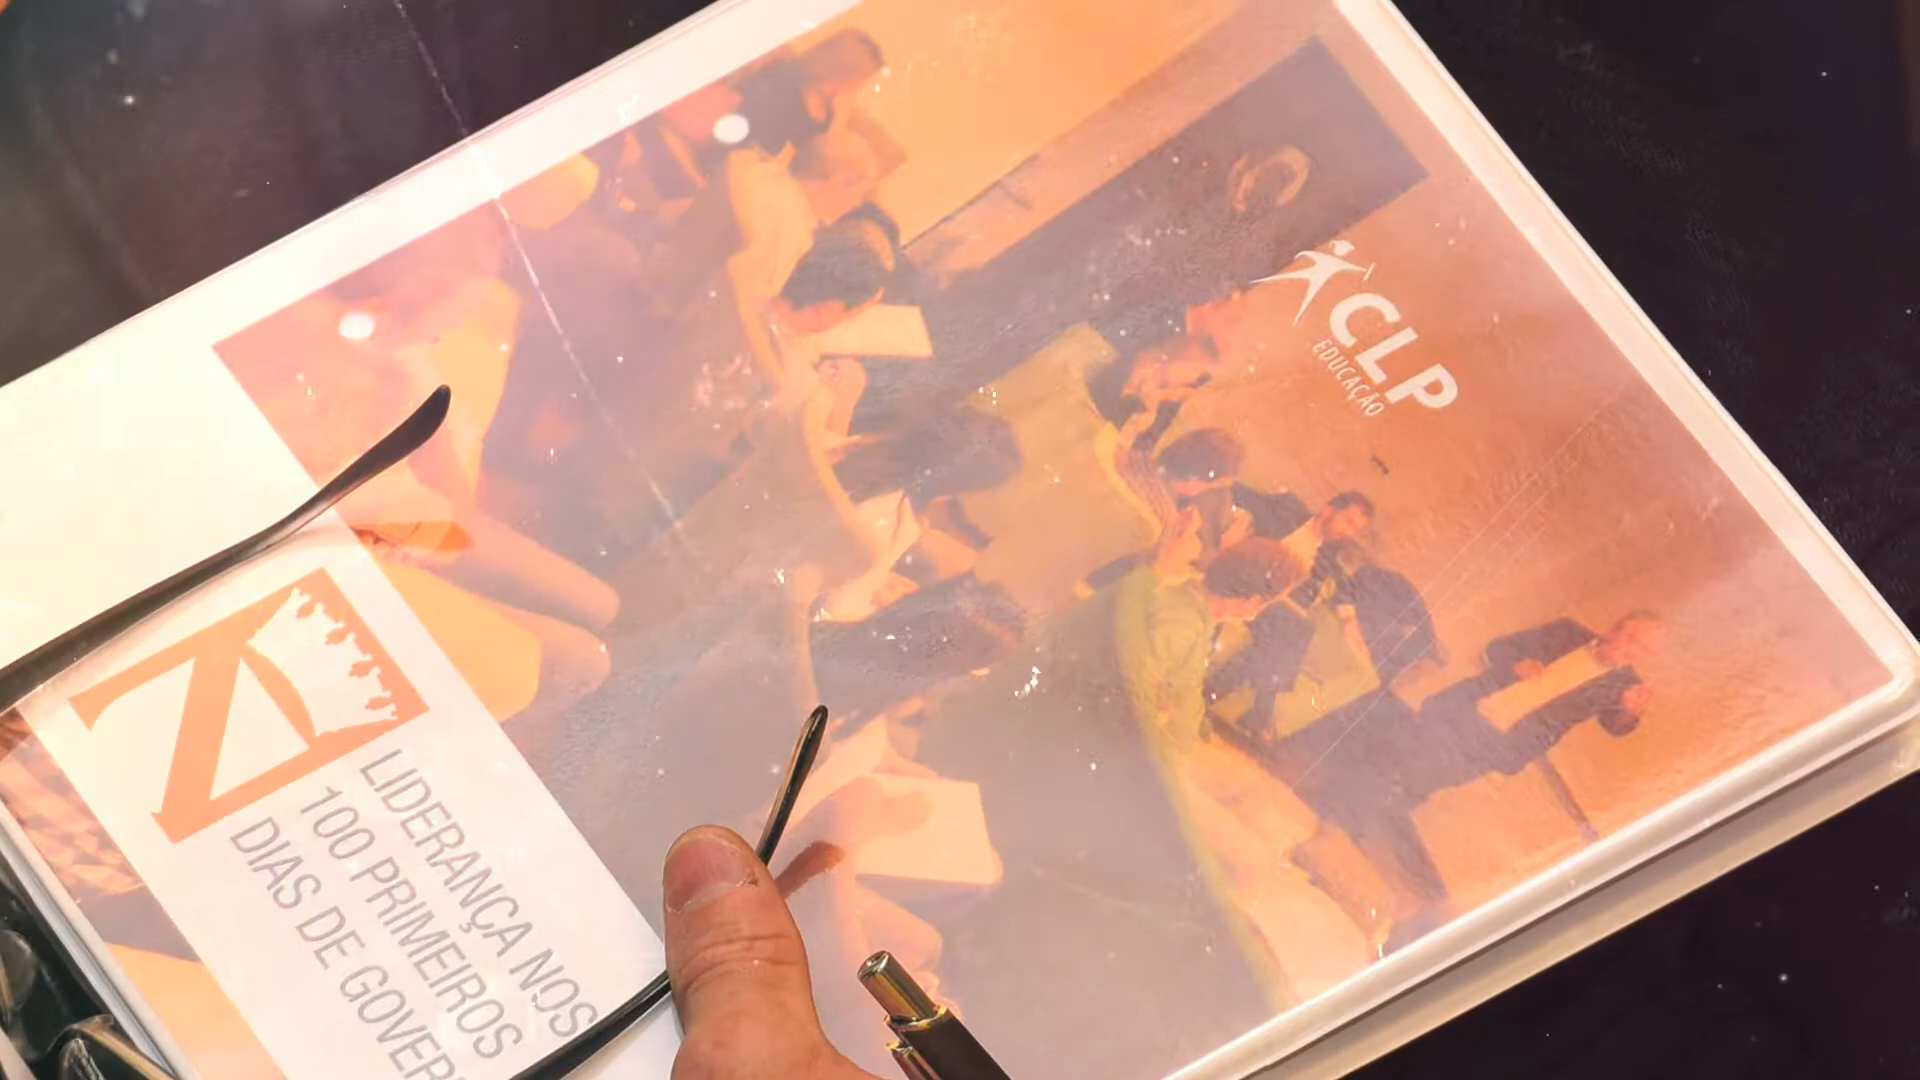 CLP
EDUCAÇÃO
LIDERANÇA NOS
100 PRIMEIROS
DIAS DE GOVER